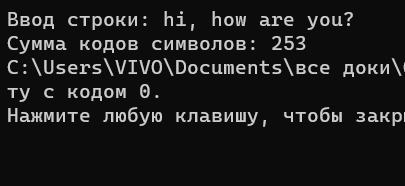 Ввод строки: hi, how are you?
Сумма кодов символов: 253
C:\Users\VIVO\Documents\все доки\
ту с кодом 0.
Нажмите любую клавишу, чтобы